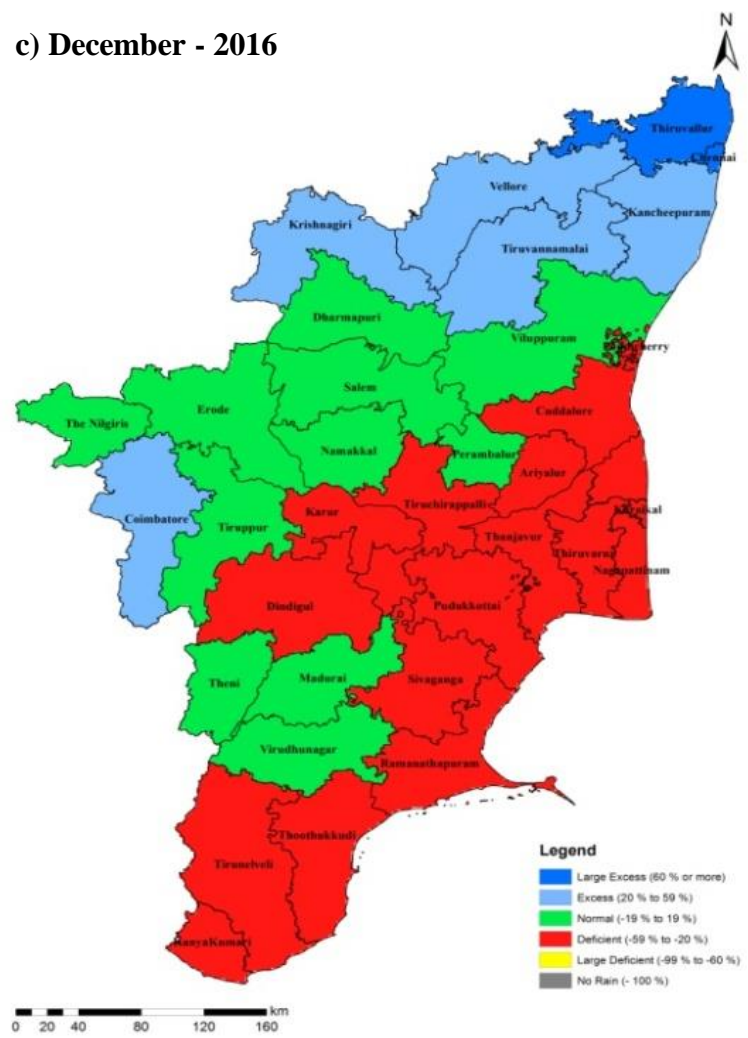 c) December - 2016
N
Thiruvallur
Chennai
Vellore
Kancheepuram
Krishnagiri
Tiruvannamalai
Dharmapuri
Viluppuram
erry
Salem
Erode
Cuddalore
The Nilgiris
Namakkal
Perambalur
Ariyalur
Coimbatore
Karur
Tiruchirappalli
Karaikal
Tiruppur
Thanjavur
Thiruvarur
Nagapattinam
Dindigul
Pudukkottai
Theni
Madurai
Sivaganga
Virudhunagar
Ramanathapuram
Thoothukkudi
Tirunelveli
KanyaKumari
Legend
Large Excess (60 % or more)
Excess (20 % to 59 %)
Normal (-19 % to 19 %)
Deficient (-59 % to -20 %)
Large Deficient (-99 % to -60 %)
No Rain (- 100 %)
km
0 20 40 80 120 160